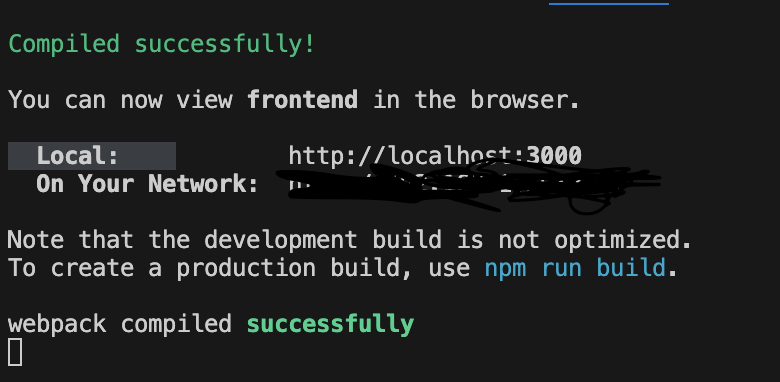 Compiled successfully!
You can now view frontend in the browser.
Local: http://localhost:3000
On Your Network:
Note that the development build is not optimized.
To create a production build, use npm run build.
webpack compiled successfully